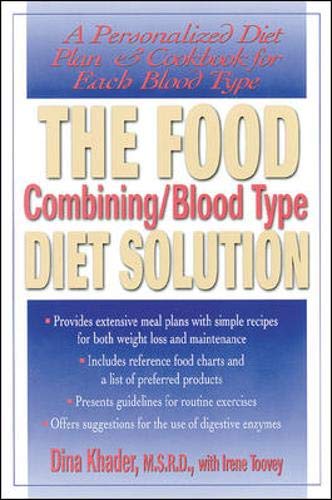 A Personalized Diet
Plan & Cookbook for
Each Blood Type
THE FOOD
Combining/Blood Type
DIET SOLUTION
▪ Provides extensive meal plans with simple recipes
for both weight loss and maintenance
▪ Includes reference food charts and
a list of preferred products
▪ Presents guidelines for routine exercises
▪ Offers suggestions for the use of digestive enzymes
Dina Khader, M.S.R.D., with Irene Toovey